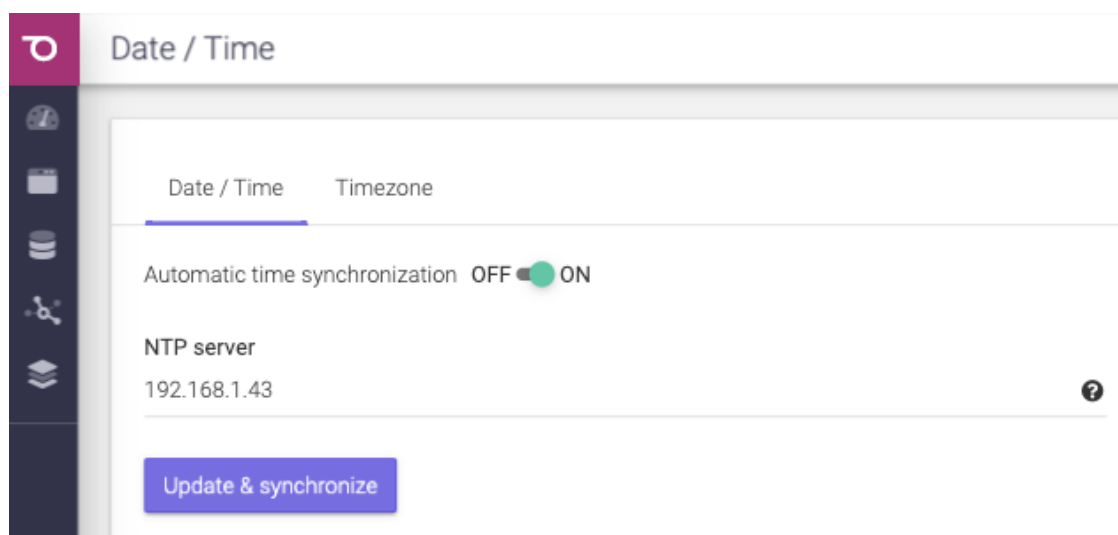 Date / Time
Date / Time Timezone
Automatic time synchronization OFF ON
NTP server
192.168.1.43
Update & synchronize